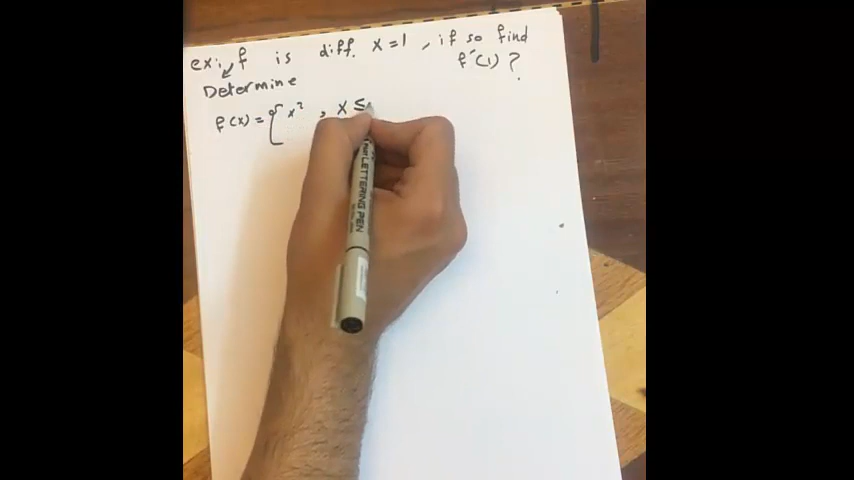 ex: f is diff. x=1 , if so find
f'(1) ?
Determine
f(x) = { x² , x ≤
LETTERING PEN